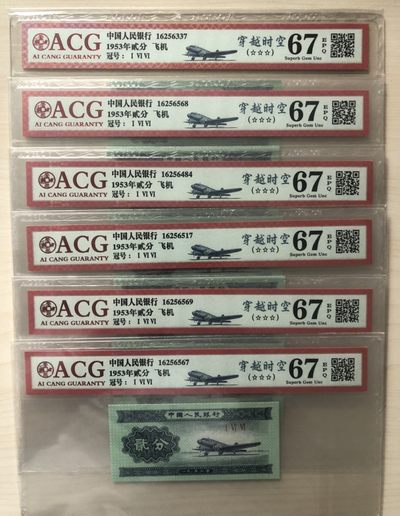 ACG
AI CANG GUARANTY
中国人民银行 16256337
1953年贰分 飞机
冠号： Ⅰ Ⅵ Ⅵ
穿越时空
(☆☆☆)
67
EPQ
Superb Gem Unc
ACG
AI CANG GUARANTY
中国人民银行 16256568
1953年贰分 飞机
冠号： Ⅰ Ⅵ Ⅵ
穿越时空
(☆☆☆)
67
EPQ
Superb Gem Unc
ACG
AI CANG GUARANTY
中国人民银行 16256484
1953年贰分 飞机
冠号： Ⅰ Ⅵ Ⅵ
穿越时空
(☆☆☆)
67
EPQ
Superb Gem Unc
ACG
AI CANG GUARANTY
中国人民银行 16256517
1953年贰分 飞机
冠号： Ⅰ Ⅵ Ⅵ
穿越时空
(☆☆☆)
67
EPQ
Superb Gem Unc
ACG
AI CANG GUARANTY
中国人民银行 16256569
1953年贰分 飞机
冠号： Ⅰ Ⅵ Ⅵ
穿越时空
(☆☆☆)
67
EPQ
Superb Gem Unc
ACG
AI CANG GUARANTY
中国人民银行 16256567
1953年贰分 飞机
冠号： Ⅰ Ⅵ Ⅵ
穿越时空
(☆☆☆)
67
EPQ
Superb Gem Unc
中国人民银行
Ⅰ Ⅵ Ⅵ
贰分
一九五三年